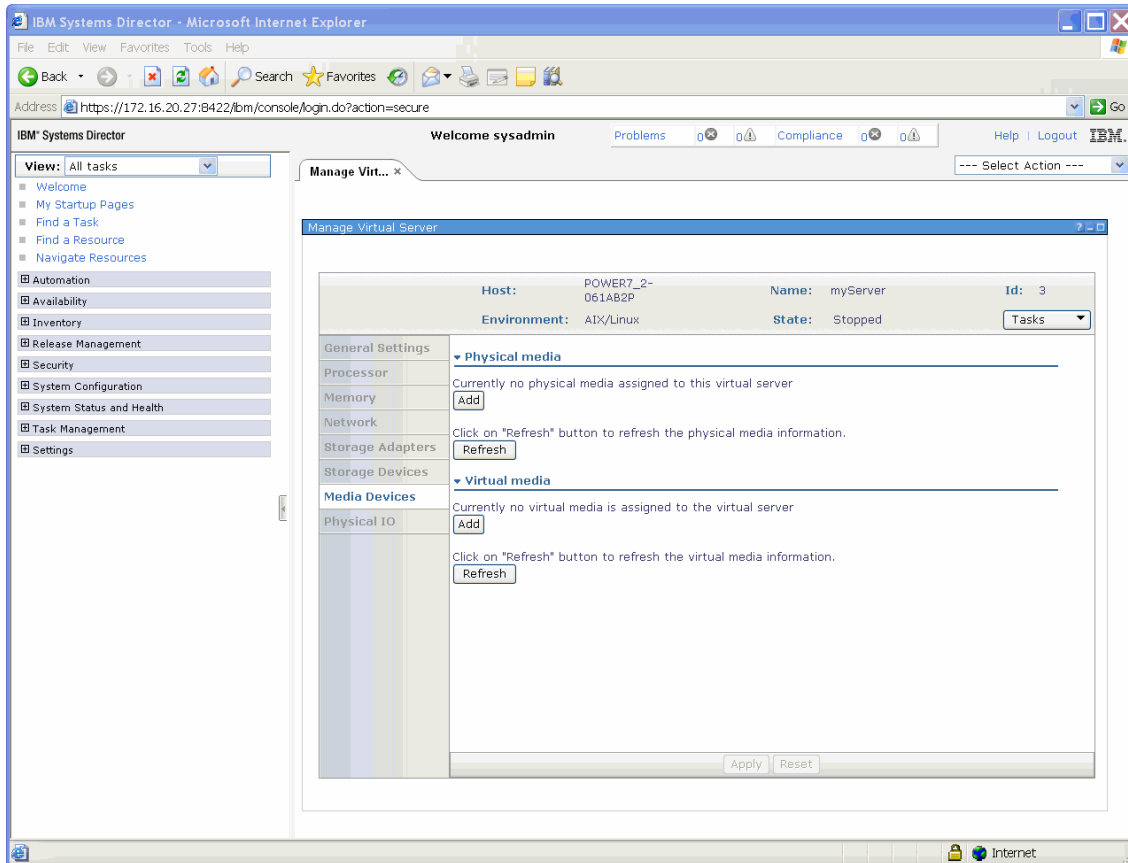 IBM Systems Director - Microsoft Internet Explorer
File Edit View Favorites Tools Help
Back Search Favorites
Address https://172.16.20.27:8422/ibm/console/login.do?action=secure Go
IBM® Systems Director Welcome sysadmin Problems 0 0 Compliance 0 0 Help | Logout IBM.
View: All tasks
Manage Virt... × --- Select Action ---
Welcome
My Startup Pages
Find a Task
Find a Resource
Navigate Resources
Automation
Availability
Inventory
Release Management
Security
System Configuration
System Status and Health
Task Management
Settings
Manage Virtual Server ?
Host: POWER7_2-
061AB2P
Name: myServer Id: 3
Environment: AIX/Linux State: Stopped Tasks
General Settings
Processor
Memory
Network
Storage Adapters
Storage Devices
Media Devices
Physical IO
Physical media
Currently no physical media assigned to this virtual server
Add
Click on "Refresh" button to refresh the physical media information.
Refresh
Virtual media
Currently no virtual media is assigned to the virtual server
Add
Click on "Refresh" button to refresh the virtual media information.
Refresh
Apply Reset
Internet